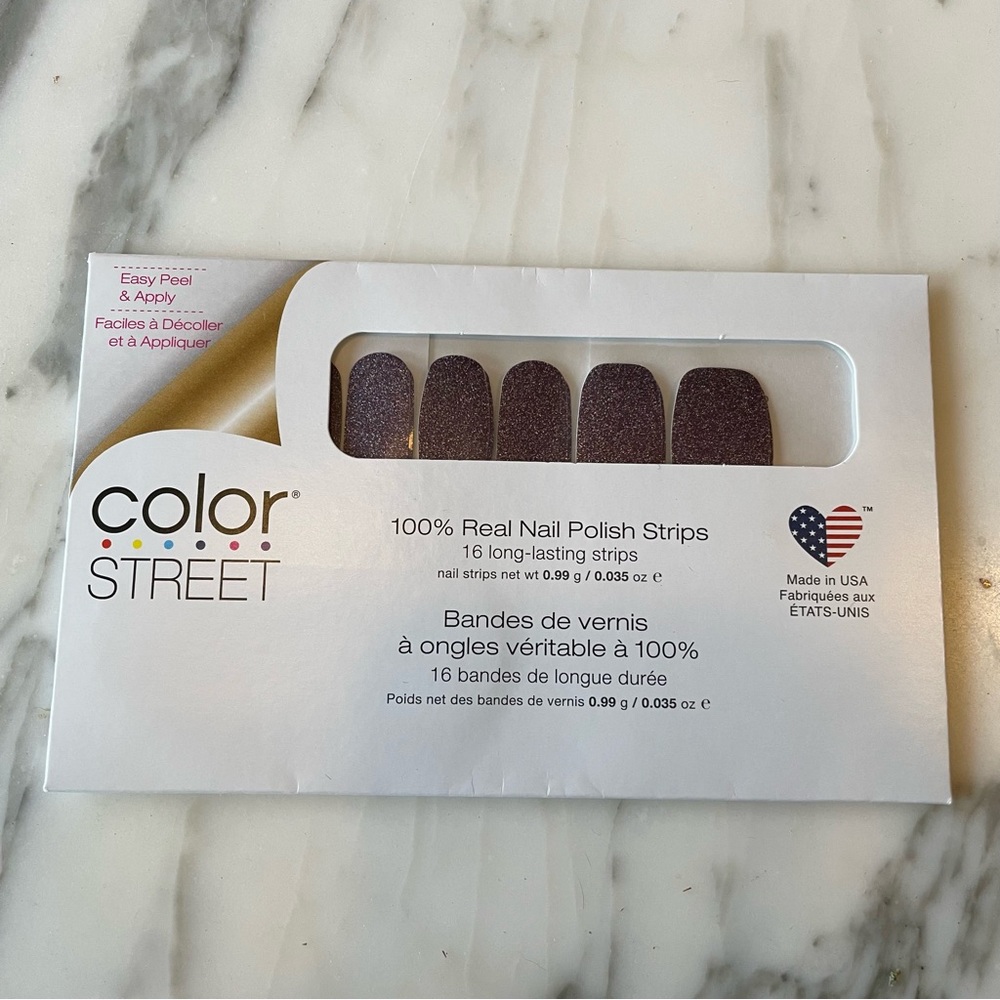 Easy Peel
& Apply
Faciles à Décoller
et à Appliquer
color®
STREET
100% Real Nail Polish Strips
16 long-lasting strips
nail strips net wt 0.99 g / 0.035 oz ℮
Bandes de vernis
à ongles véritable à 100%
16 bandes de longue durée
Poids net des bandes de vernis 0.99 g / 0.035 oz ℮
™
Made in USA
Fabriquées aux
ÉTATS-UNIS